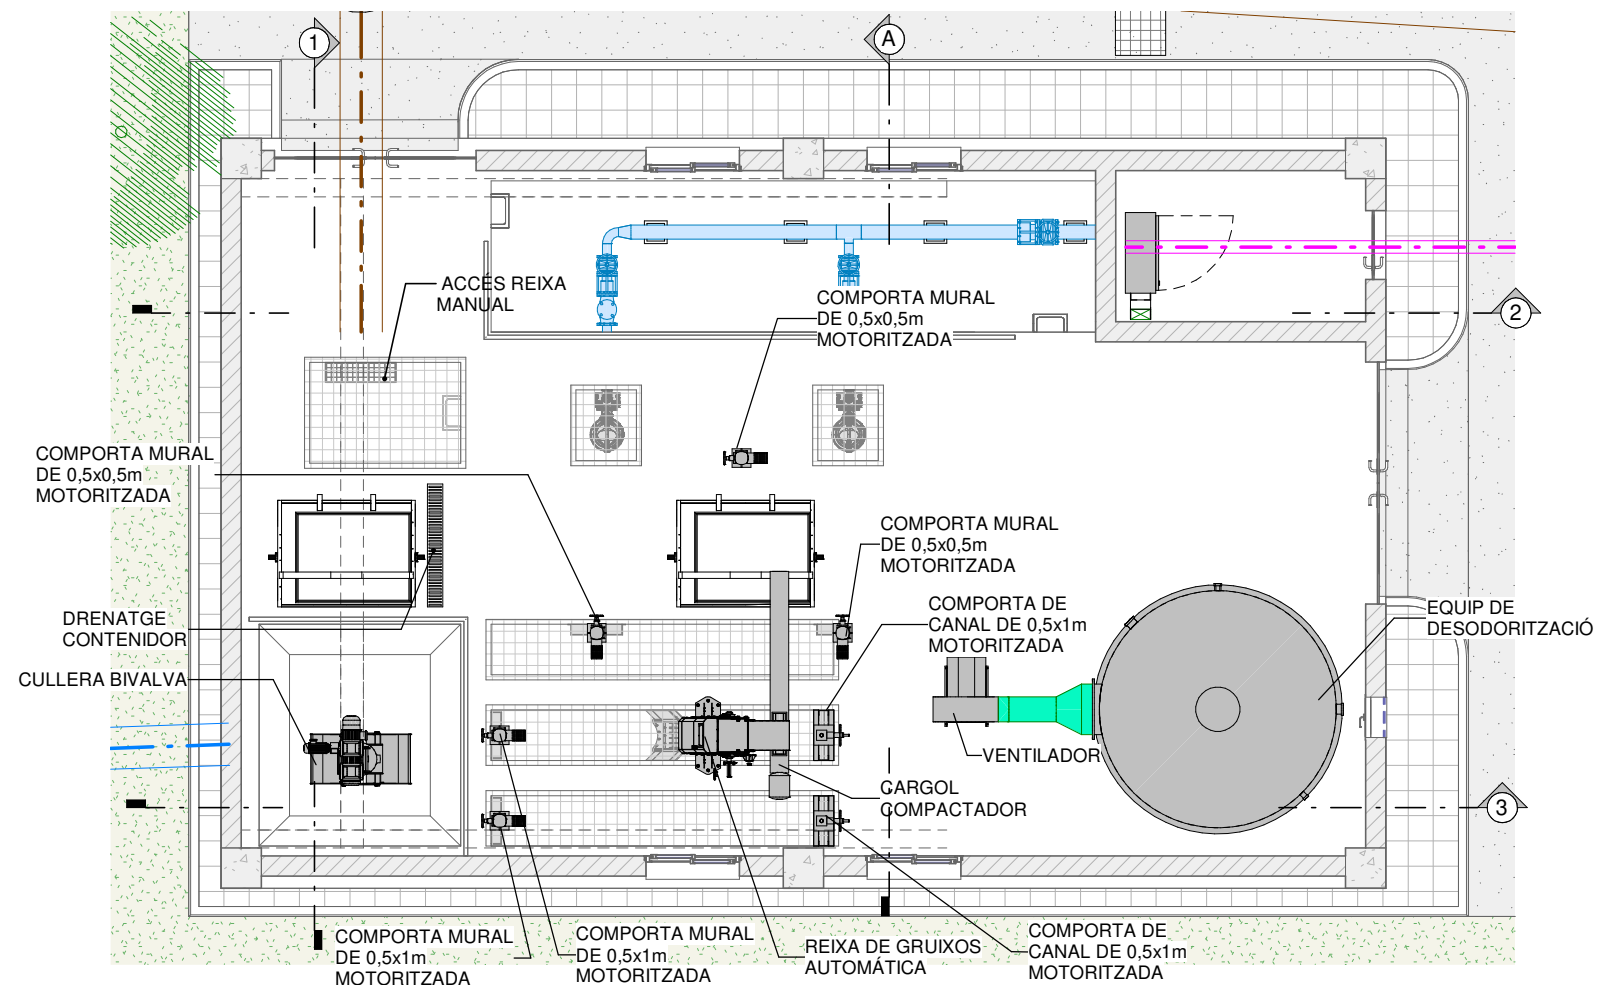 1
A
ACCÉS REIXA
MANUAL
COMPORTA MURAL
DE 0,5x0,5m
MOTORITZADA
2
COMPORTA MURAL
DE 0,5x0,5m
MOTORITZADA
COMPORTA MURAL
DE 0,5x0,5m
MOTORITZADA
COMPORTA DE
CANAL DE 0,5x1m
MOTORITZADA
EQUIP DE
DESODORITZACIÓ
DRENATGE
CONTENIDOR
CULLERA BIVALVA
VENTILADOR
CARGOL
COMPACTADOR
3
COMPORTA MURAL
DE 0,5x1m
MOTORITZADA
COMPORTA MURAL
DE 0,5x1m
MOTORITZADA
REIXA DE GRUIXOS
AUTOMÁTICA
COMPORTA DE
CANAL DE 0,5x1m
MOTORITZADA